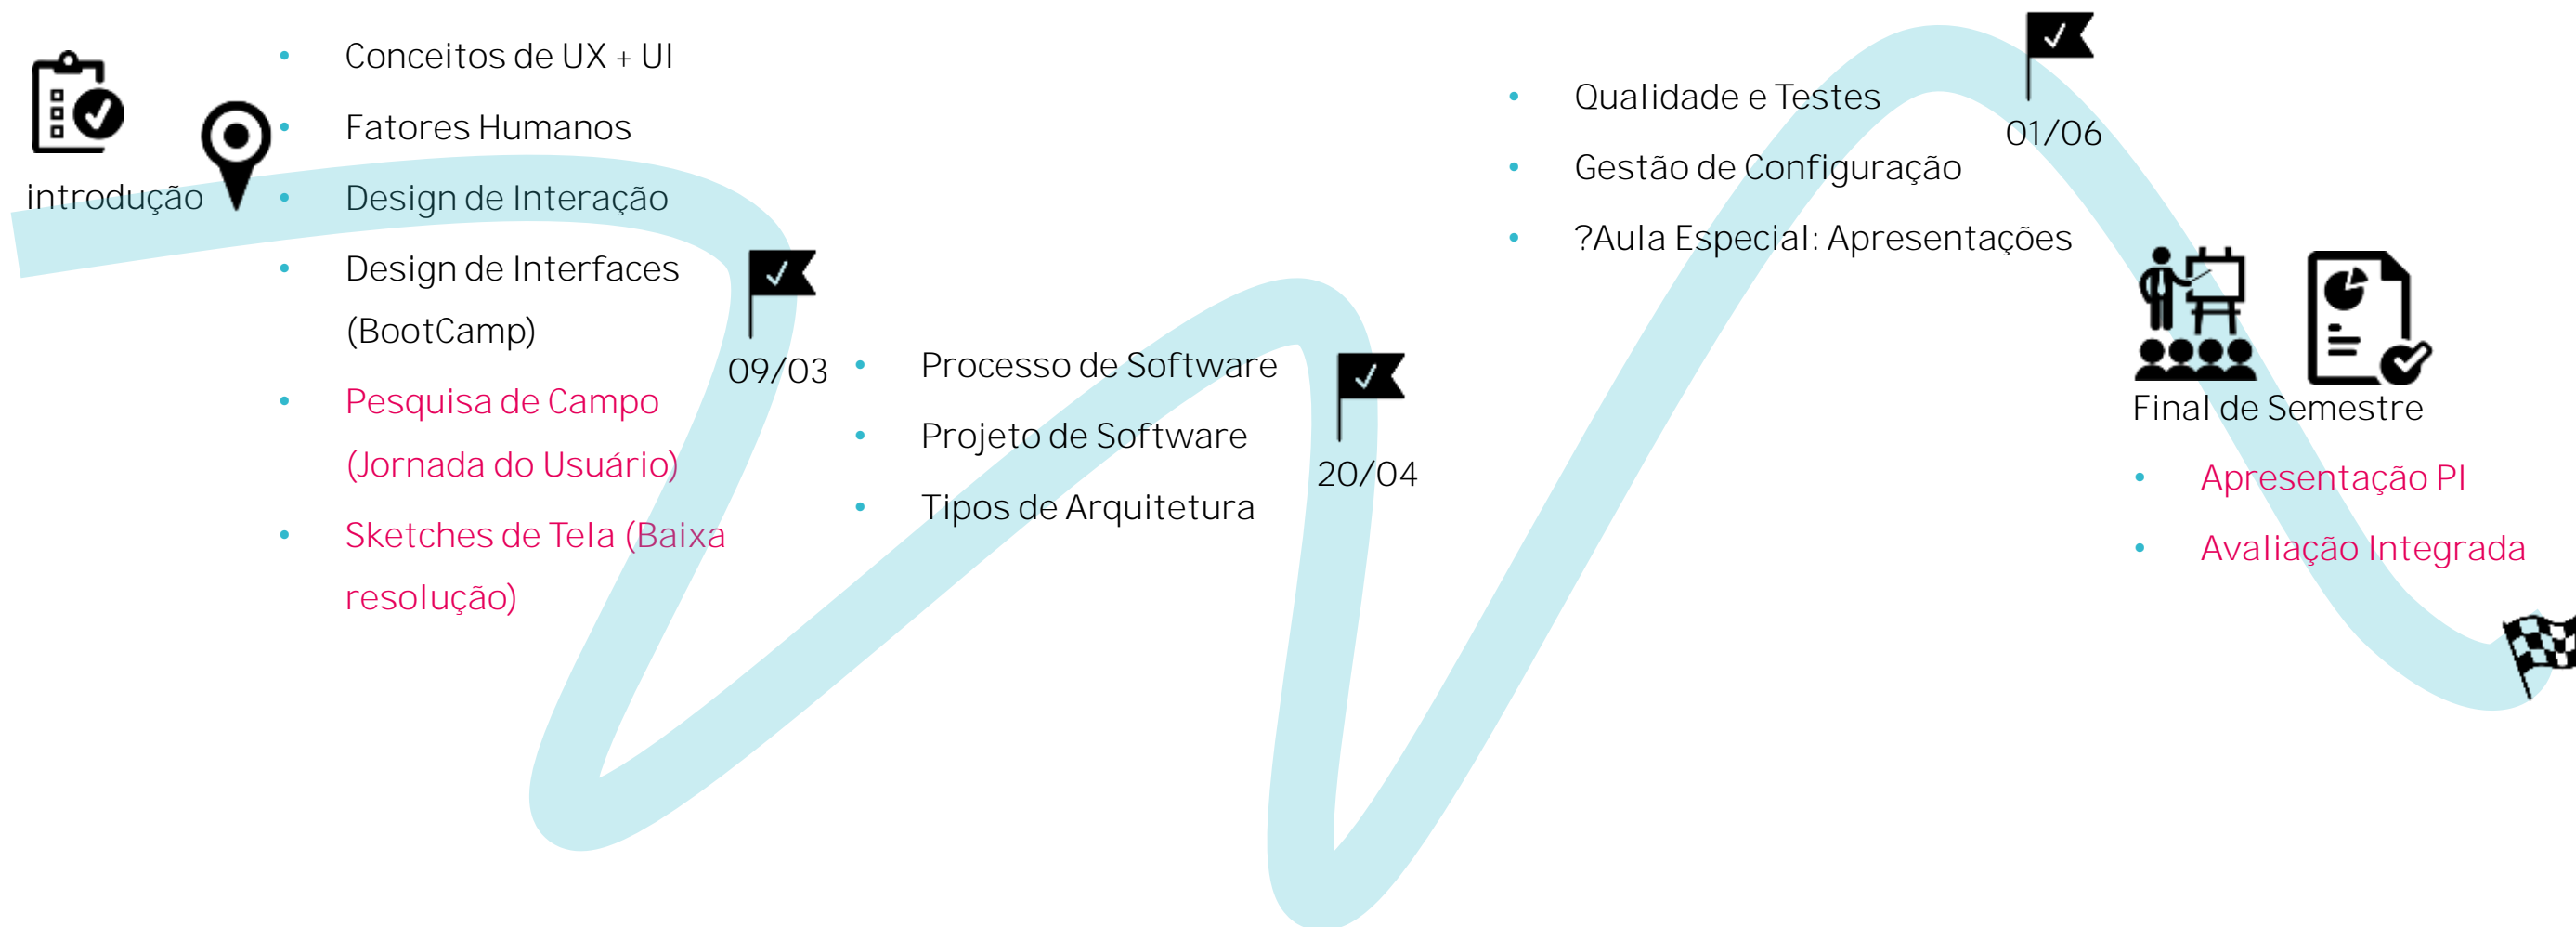 introdução
• Conceitos de UX + UI
• Fatores Humanos
• Design de Interação
• Design de Interfaces
(BootCamp)
• Pesquisa de Campo
(Jornada do Usuário)
• Sketches de Tela (Baixa
resolução)
09/03
• Processo de Software
• Projeto de Software
• Tipos de Arquitetura
20/04
• Qualidade e Testes
• Gestão de Configuração
• ?Aula Especial: Apresentações
01/06
Final de Semestre
• Apresentação PI
• Avaliação Integrada